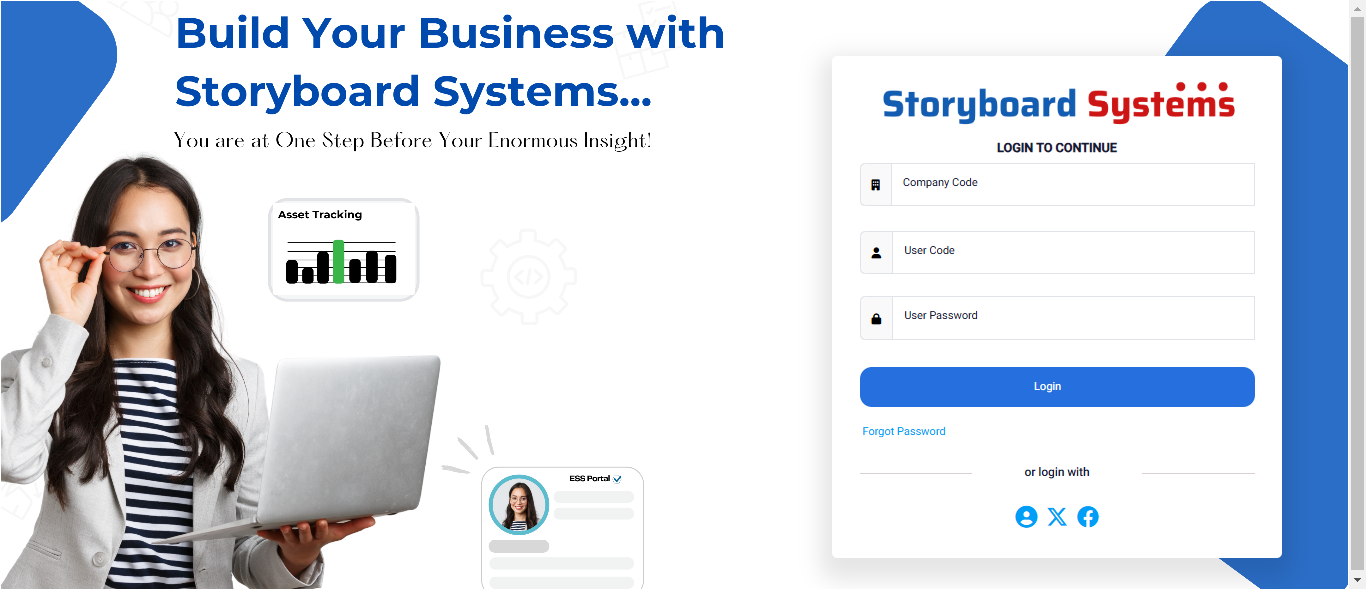 Build Your Business with
Storyboard Systems...
You are at One Step Before Your Enormous Insight!
Asset Tracking
</>
ESS Portal
Storyboard Systems
LOGIN TO CONTINUE
Company Code
User Code
User Password
Login
Forgot Password
or login with